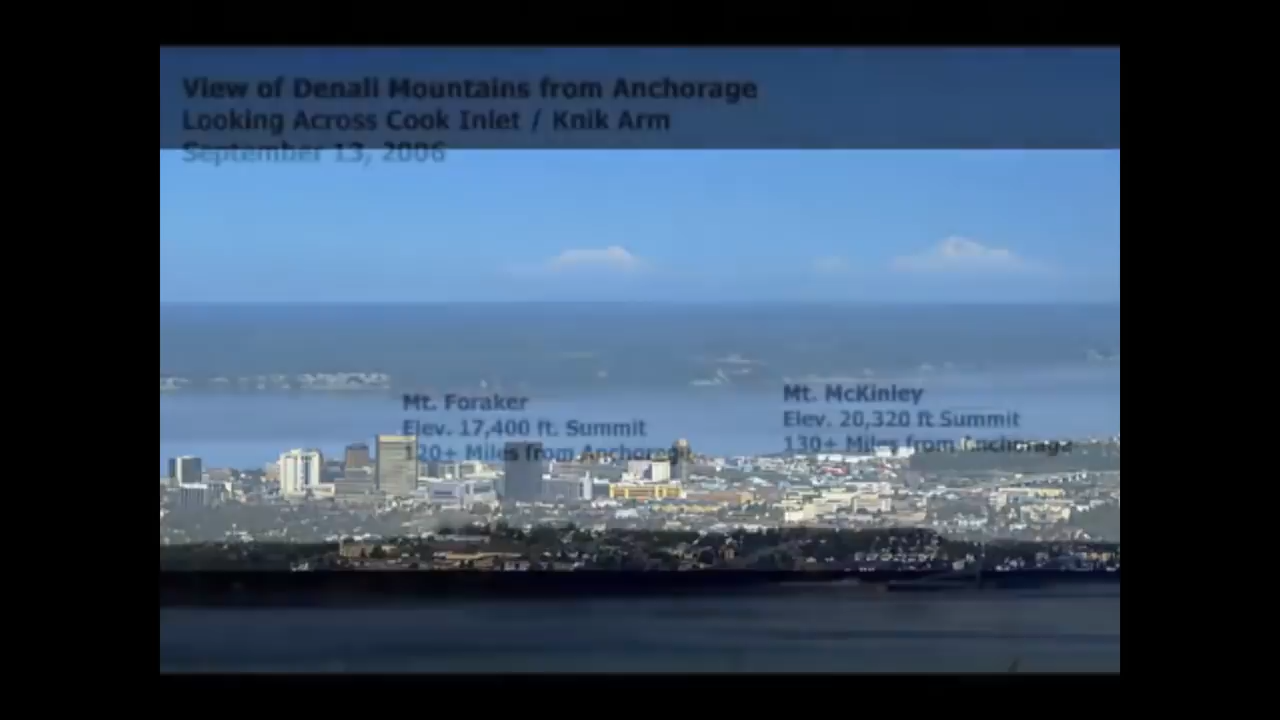 View of Denali Mountains from Anchorage
Looking Across Cook Inlet / Knik Arm
September 13, 2006
Mt. Foraker
Elev. 17,400 ft. Summit
120+ Miles from Anchorage
Mt. McKinley
Elev. 20,320 ft Summit
130+ Miles from Anchorage